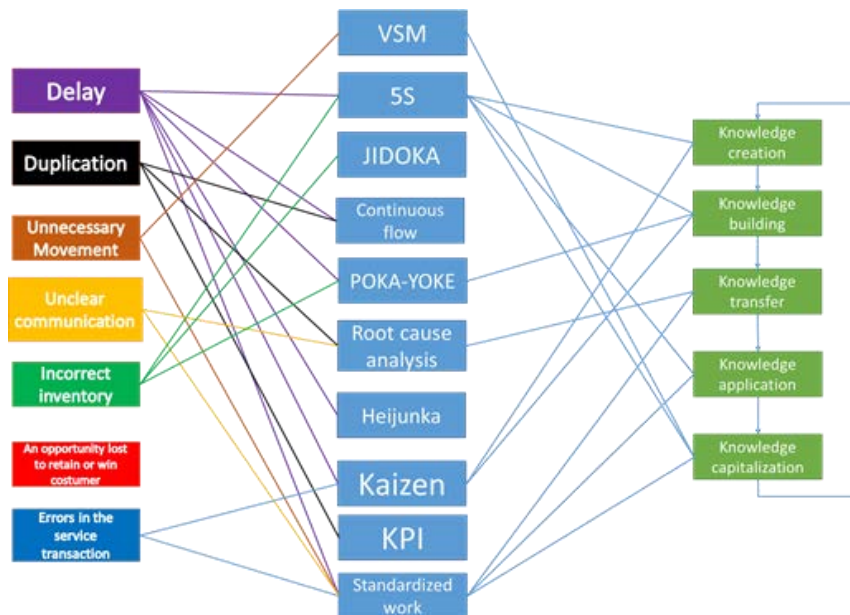 Delay
Duplication
Unnecessary
Movement
Unclear
communication
Incorrect
inventory
An opportunity lost
to retain or win
costumer
Errors in the
service
transaction
VSM
5S
JIDOKA
Continuous
flow
POKA-YOKE
Root cause
analysis
Heijunka
Kaizen
KPI
Standardized
work
Knowledge
creation
Knowledge
building
Knowledge
transfer
Knowledge
application
Knowledge
capitalization